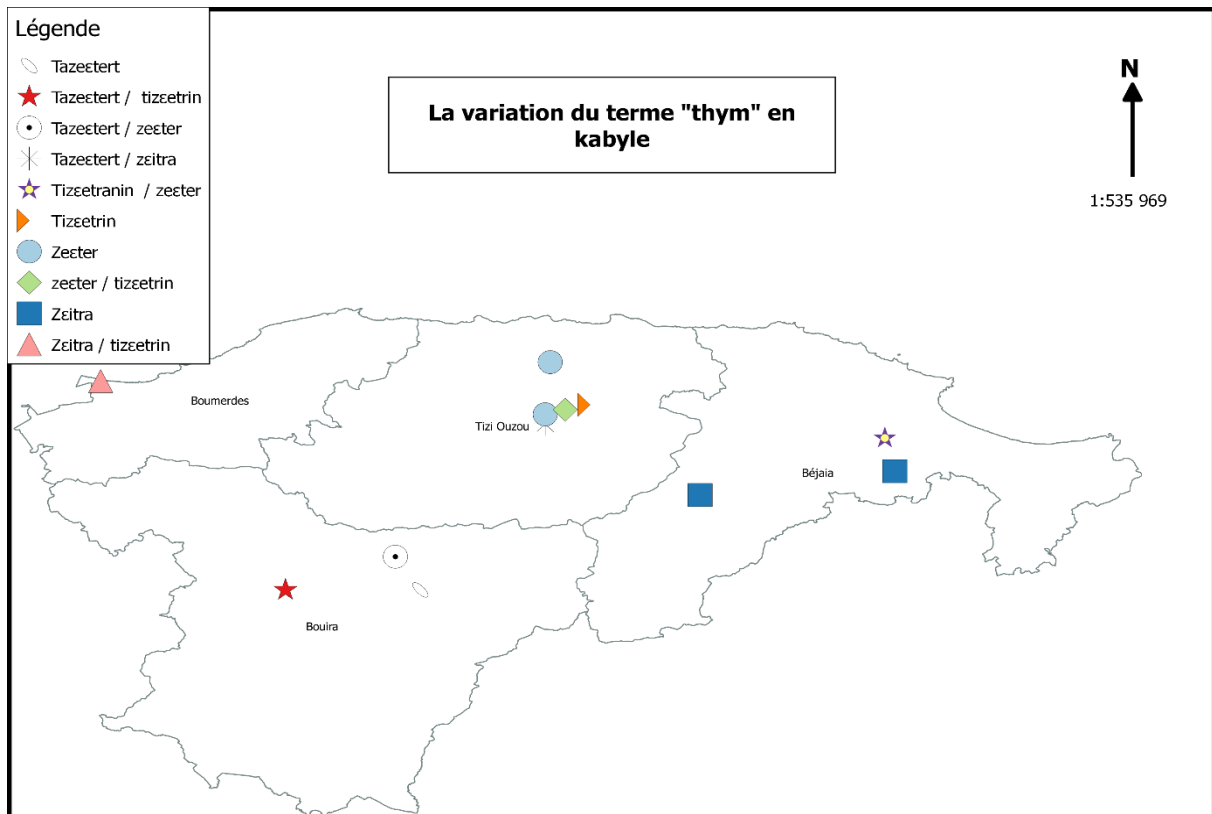 Légende
Tazeɛtert
Tazeɛtert / tizɛetrin
Tazeɛtert / zeɛter
Tazeɛtert / zɛitra
Tizɛetranin / zeɛter
Tizɛetrin
Zeɛter
zeɛter / tizɛetrin
Zɛitra
Zɛitra / tizɛetrin
La variation du terme "thym" en
kabyle
N
1:535 969
Boumerdes
Tizi Ouzou
Béjaia
Bouira